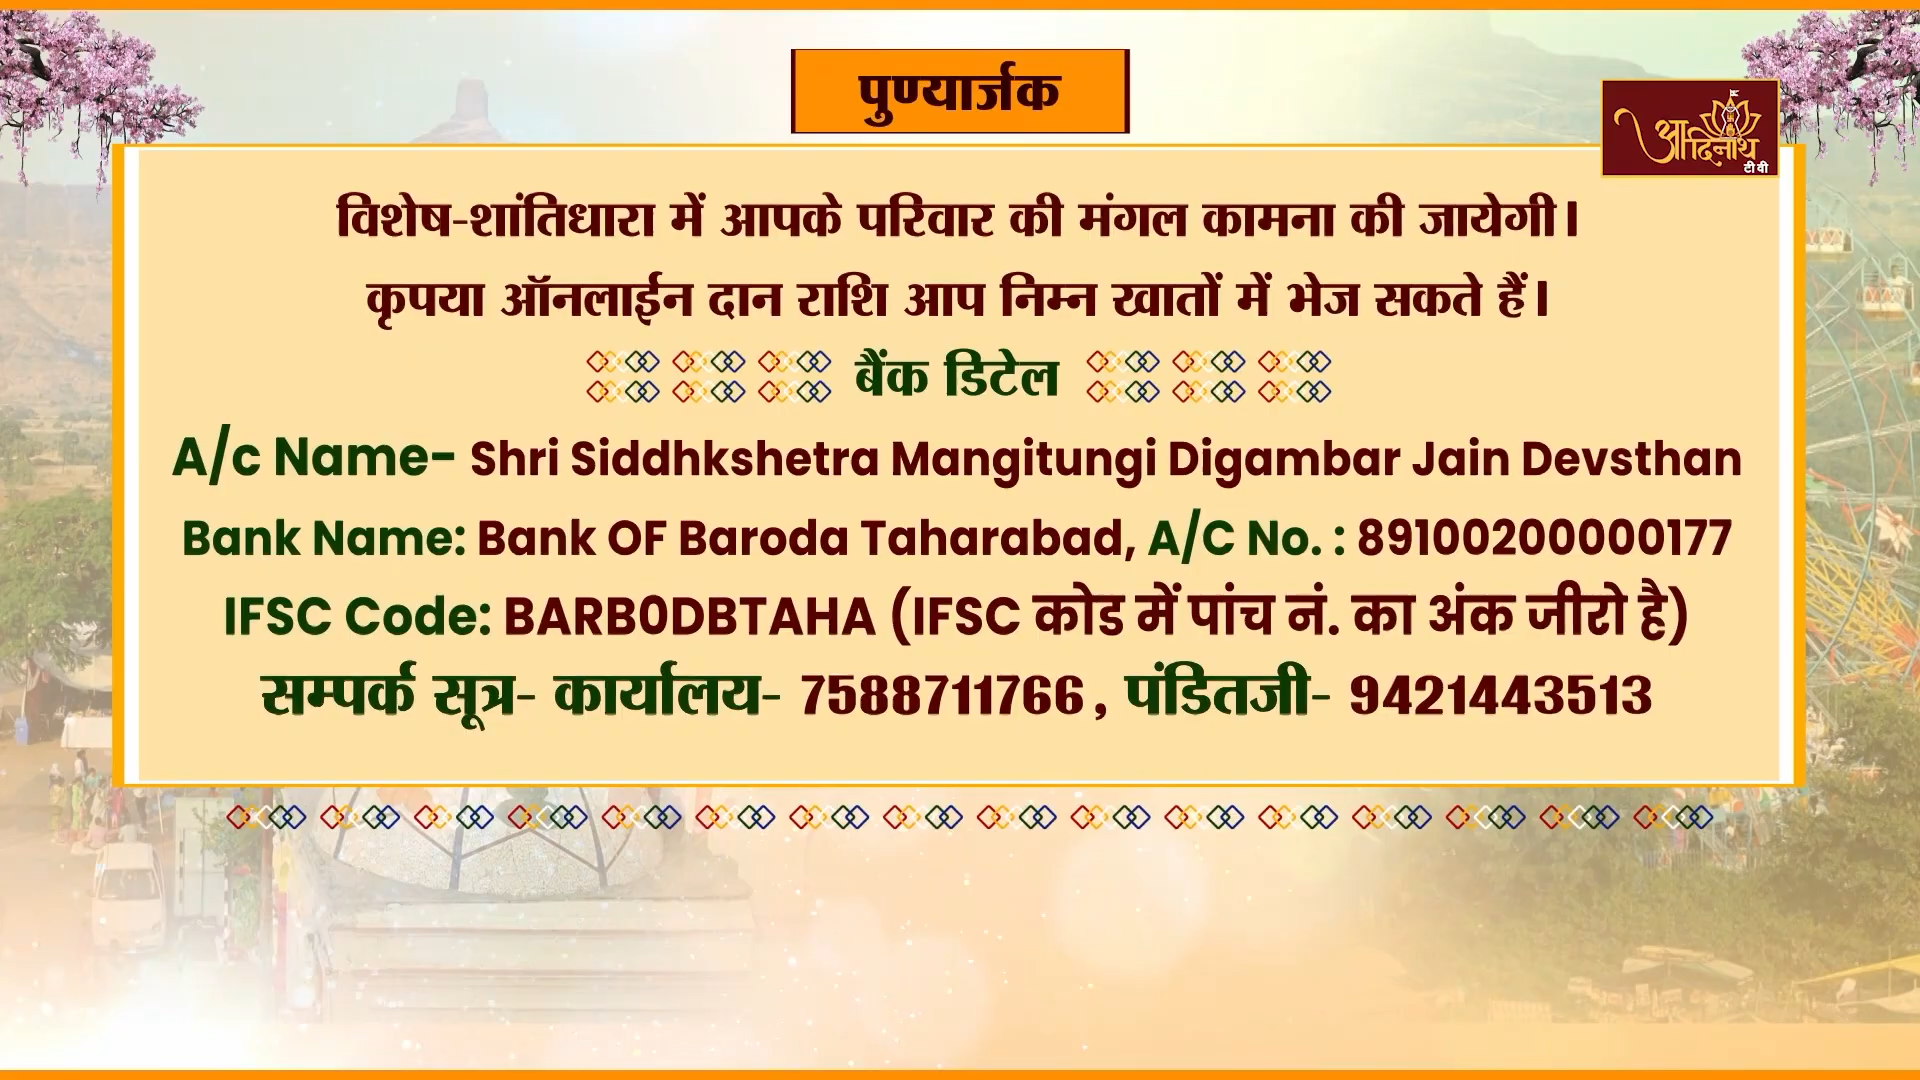 पुण्यार्जक
आदिनाथ
टी वी
विशेष-शांतिधारा में आपके परिवार की मंगल कामना की जायेगी।
कृपया ऑनलाईन दान राशि आप निम्न खातों में भेज सकते हैं।
बैंक डिटेल
A/c Name- Shri Siddhkshetra Mangitungi Digambar Jain Devsthan
Bank Name: Bank OF Baroda Taharabad, A/C No. : 89100200000177
IFSC Code: BARB0DBTAHA (IFSC कोड में पांच नं. का अंक जीरो है)
सम्पर्क सूत्र- कार्यालय- 7588711766, पंडितजी- 9421443513